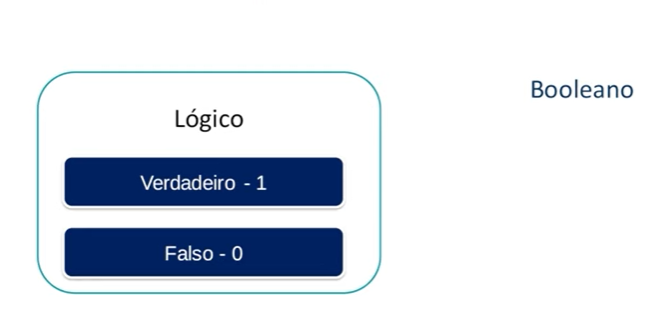 Booleano
Lógico
Verdadeiro - 1
Falso - 0